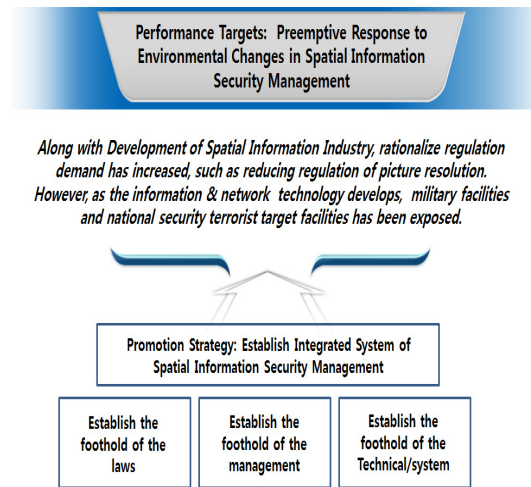 Performance Targets: Preemptive Response to
Environmental Changes in Spatial Information
Security Management
Along with Development of Spatial Information Industry, rationalize regulation
demand has increased, such as reducing regulation of picture resolution.
However, as the information & network technology develops, military facilities
and national security terrorist target facilities has been exposed.
Promotion Strategy: Establish Integrated System of
Spatial Information Security Management
Establish the
foothold of the
laws
Establish the
foothold of the
management
Establish the
foothold of the
Technical/system